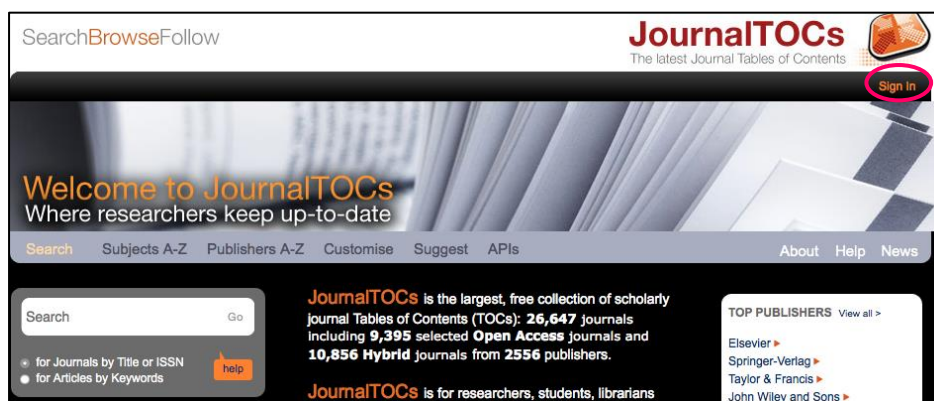 SearchBrowseFollow
JournalTOCs
The latest Journal Tables of Contents
Sign In
Welcome to JournalTOCs
Where researchers keep up-to-date
Search Subjects A-Z Publishers A-Z Customise Suggest APIs About Help News
Search Go
for Journals by Title or ISSN
for Articles by Keywords
help
JournalTOCs is the largest, free collection of scholarly
journal Tables of Contents (TOCs): 26,647 journals
including 9,395 selected Open Access journals and
10,856 Hybrid journals from 2556 publishers.
JournalTOCs is for researchers, students, librarians
TOP PUBLISHERS View all >
Elsevier
Springer-Verlag
Taylor & Francis
John Wiley and Sons